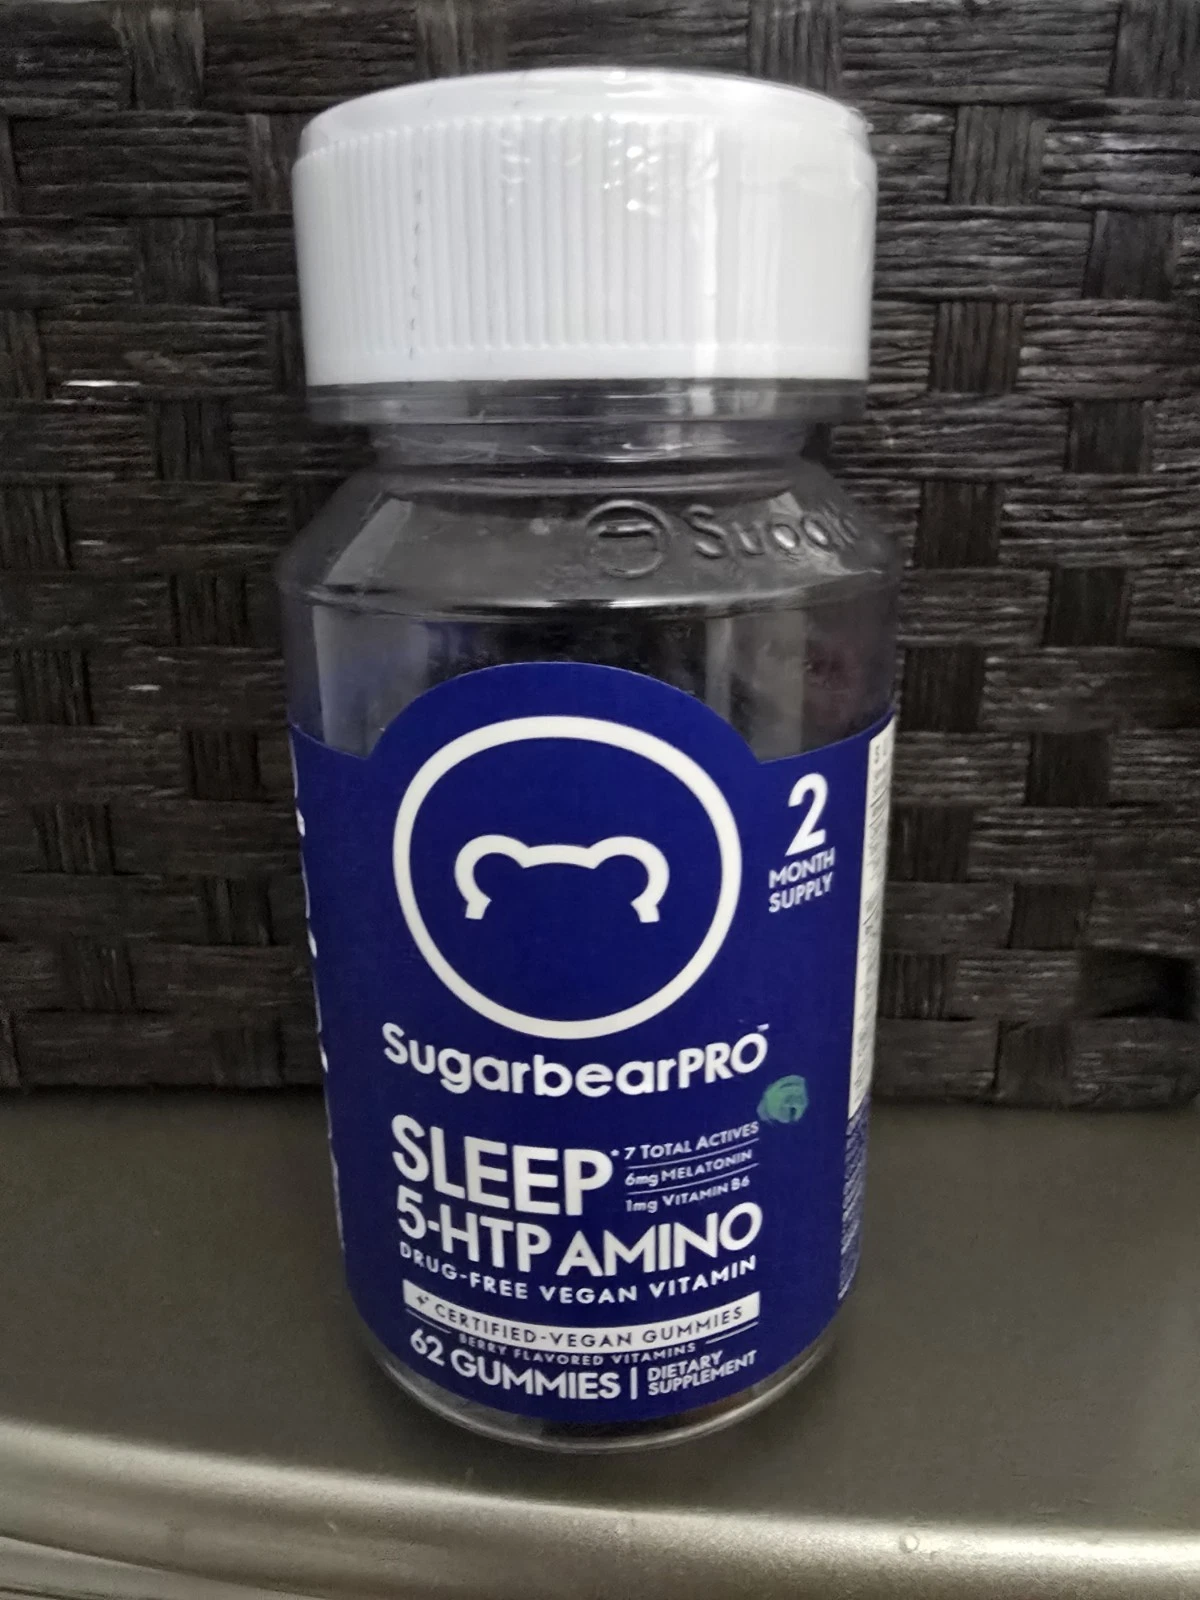 2
MONTH
SUPPLY
SugarbearPRO™
SLEEP*
7 TOTAL ACTIVES
6mg MELATONIN
1mg VITAMIN B6
5-HTP AMINO
DRUG-FREE VEGAN VITAMIN
CERTIFIED-VEGAN GUMMIES
BERRY FLAVORED VITAMINS
62 GUMMIES | DIETARY
SUPPLEMENT